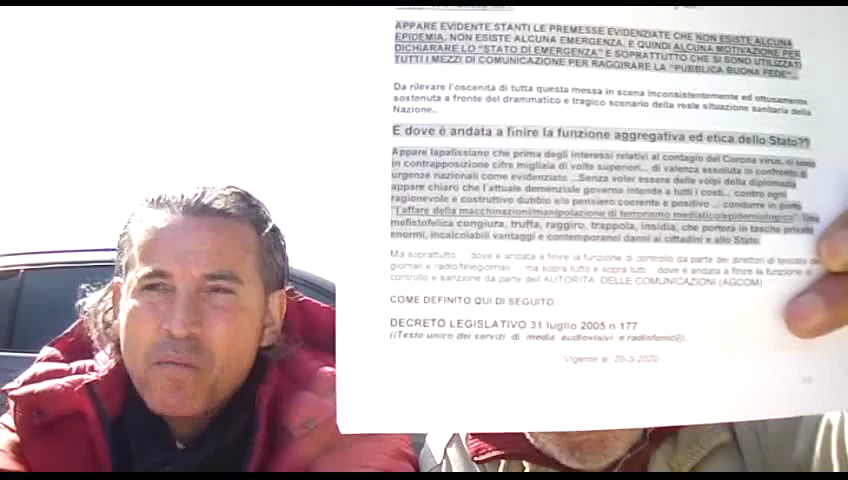 APPARE EVIDENTE STANTI LE PREMESSE EVIDENZIATE CHE NON ESISTE ALCUNA
EPIDEMIA, NON ESISTE ALCUNA EMERGENZA, E QUINDI ALCUNA MOTIVAZIONE PER
DICHIARARE LO "STATO DI EMERGENZA" E SOPRATTUTTO CHE SI SONO UTILIZZATI
TUTTI I MEZZI DI COMUNICAZIONE PER RAGGIRARE LA "PUBBLICA BUONA FEDE"...
Da rilevare l'oscenità di tutta questa messa in scena inconsistentemente ed ottusamente
sostenuta a fronte del drammatico e tragico scenario della reale situazione sanitaria della
Nazione..
E dove è andata a finire la funzione aggregativa ed etica dello Stato??
Appare lapalissiano che prima degli interessi relativi al contagio del Corona virus, ci sono
in contrapposizione cifre migliaia di volte superiori... di valenza assoluta in confronto di
urgenze nazionali come evidenziato ...Senza voler essere delle volpi della diplomazia
appare chiaro che l'attuale demenziale governo intende a tutti i costi... contro ogni
ragionevole e costruttivo dubbio e/o pensiero coerente e positivo ... condurre in porto
"l'affare della macchinazione/manipolazione di terrorismo mediatico/epidemiologico". Una
mefistofelica congiura, truffa, raggiro, trappola, insidia, che porterà in tasche private
enormi, incalcolabili vantaggi e contemporanei danni ai cittadini e allo Stato.
Ma soprattutto... dove è andata a finire la funzione di controllo da parte dei direttori di testata dei
giornali e radio/telegiornali... ma sopra tutto e sopra tutti... dove è andata a finire la funzione di
controllo e sanzione da parte dell'AUTORITÀ DELLE COMUNICAZIONI (AGCOM)
COME DEFINITO QUI DI SEGUITO
DECRETO LEGISLATIVO 31 luglio 2005 n 177
((Testo unico dei servizi di media audiovisivi e radiofonici)).
Vigente al: 26-3-2020